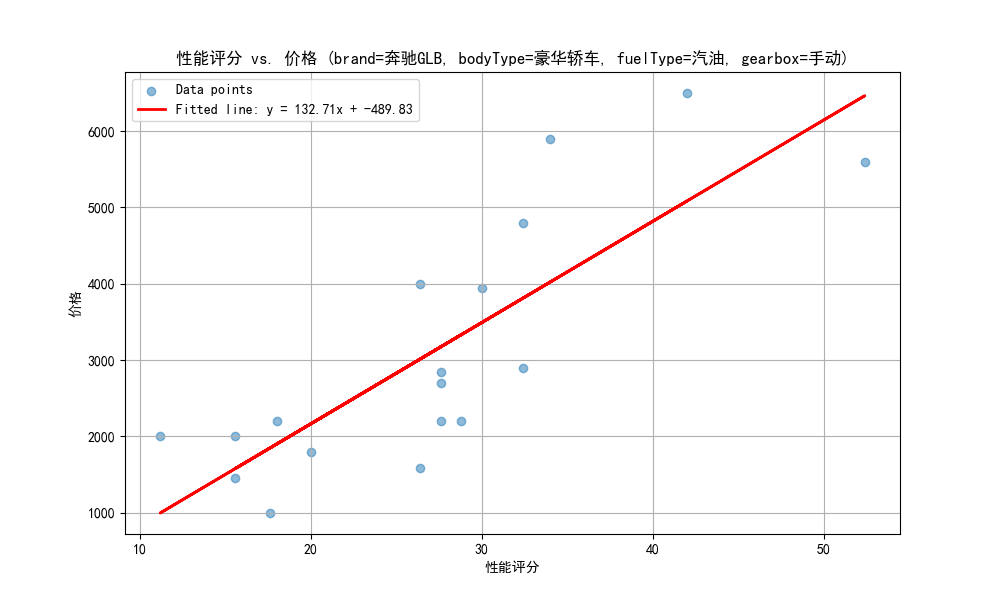 性能评分 vs. 价格 (brand=奔驰GLB, bodyType=豪华轿车, fuelType=汽油, gearbox=手动)
Data points
Fitted line: y = 132.71x + -489.83
6000
5000
4000
3000
2000
1000
价格
10 20 30 40 50
性能评分